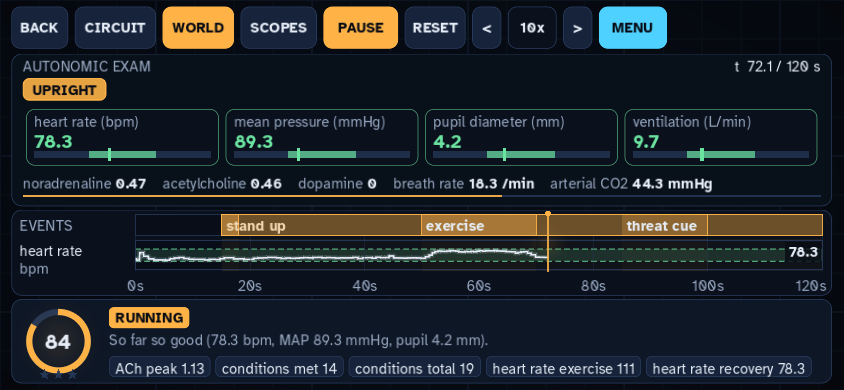 BACK CIRCUIT WORLD SCOPES PAUSE RESET < 10x > MENU
AUTONOMIC EXAM t 72.1 / 120 s
UPRIGHT
heart rate (bpm) mean pressure (mmHg) pupil diameter (mm) ventilation (L/min)
78.3 89.3 4.2 9.7
noradrenaline 0.47 acetylcholine 0.46 dopamine 0 breath rate 18.3 /min arterial CO2 44.3 mmHg
EVENTS stand up exercise threat cue
heart rate 78.3
bpm
0s 20s 40s 60s 80s 100s 120s
RUNNING
84 So far so good (78.3 bpm, MAP 89.3 mmHg, pupil 4.2 mm).
ACh peak 1.13 conditions met 14 conditions total 19 heart rate exercise 111 heart rate recovery 78.3